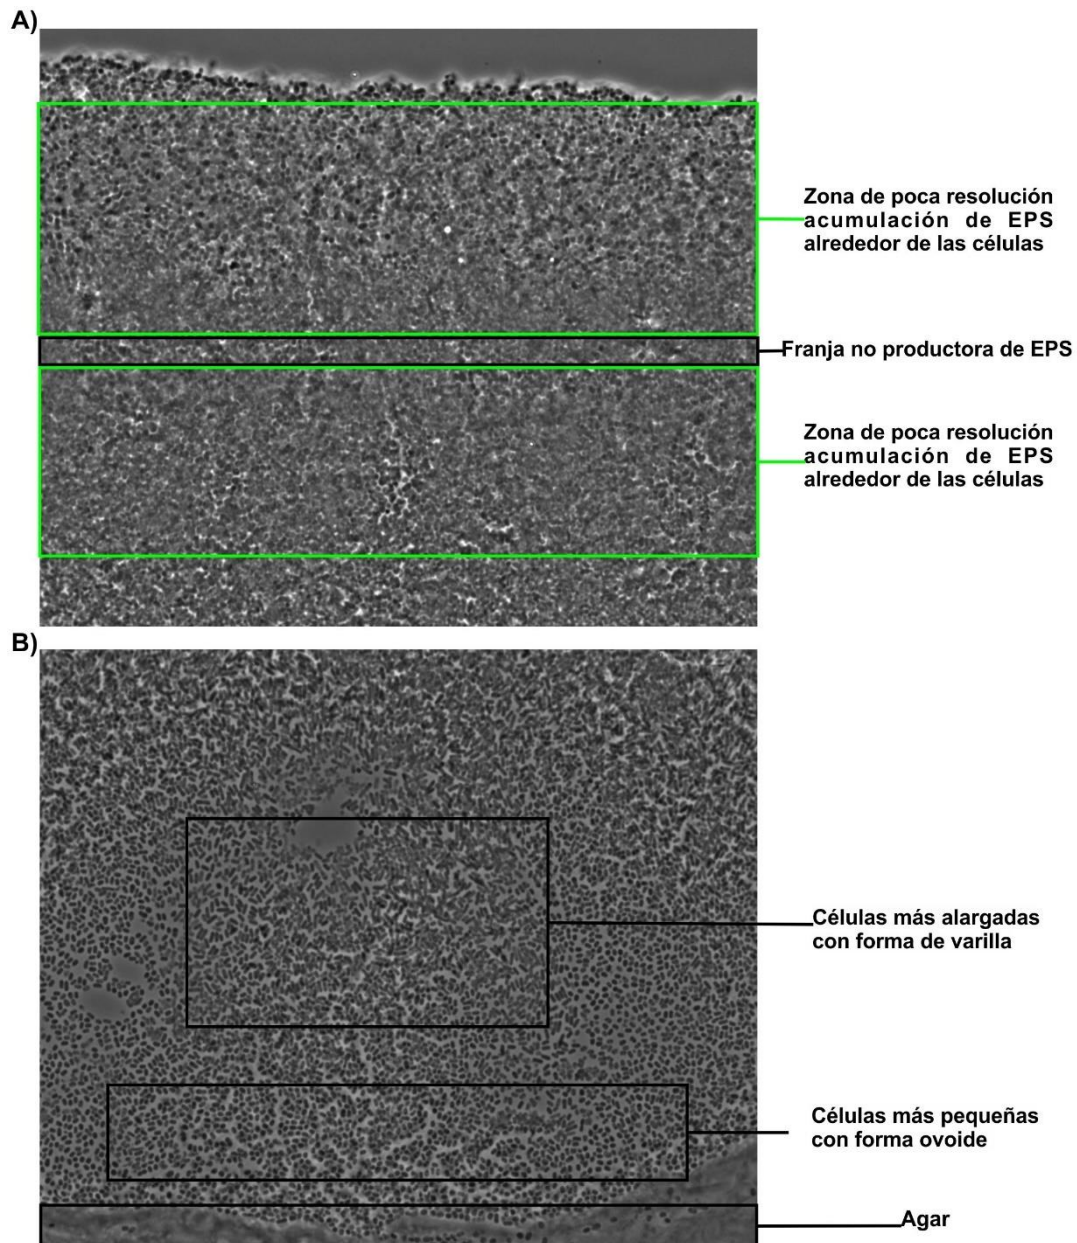 A)
Zona de poca resolución
acumulación de EPS
alrededor de las células
Franja no productora de EPS
Zona de poca resolución
acumulación de EPS
alrededor de las células
B)
Células más alargadas
con forma de varilla
Células más pequeñas
con forma ovoide
Agar